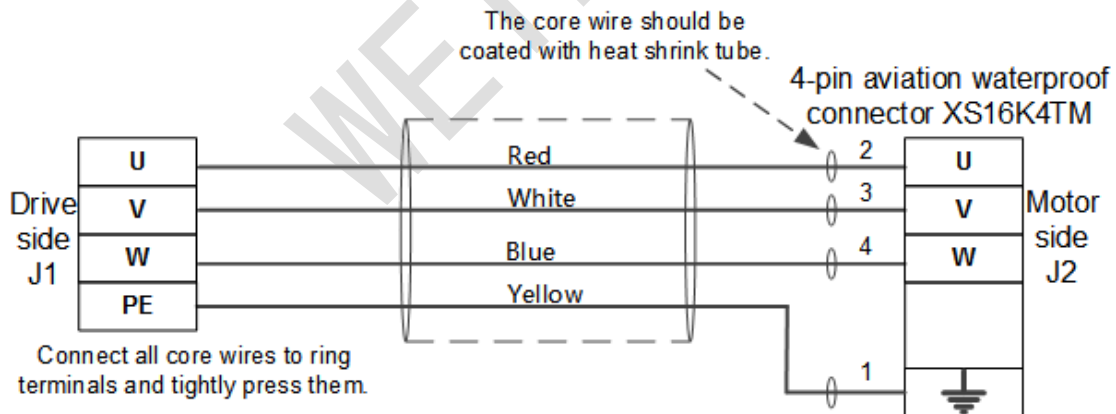 The core wire should be
coated with heat shrink tube.
4-pin aviation waterproof
connector XS16K4TM
Drive
side
J1
U
V
W
PE
Red
White
Blue
Yellow
2
3
4
1
U
V
W
Motor
side
J2
Connect all core wires to ring
terminals and tightly press them.